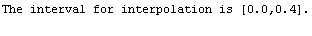 The interval for interpolation is [0.0,0.4].